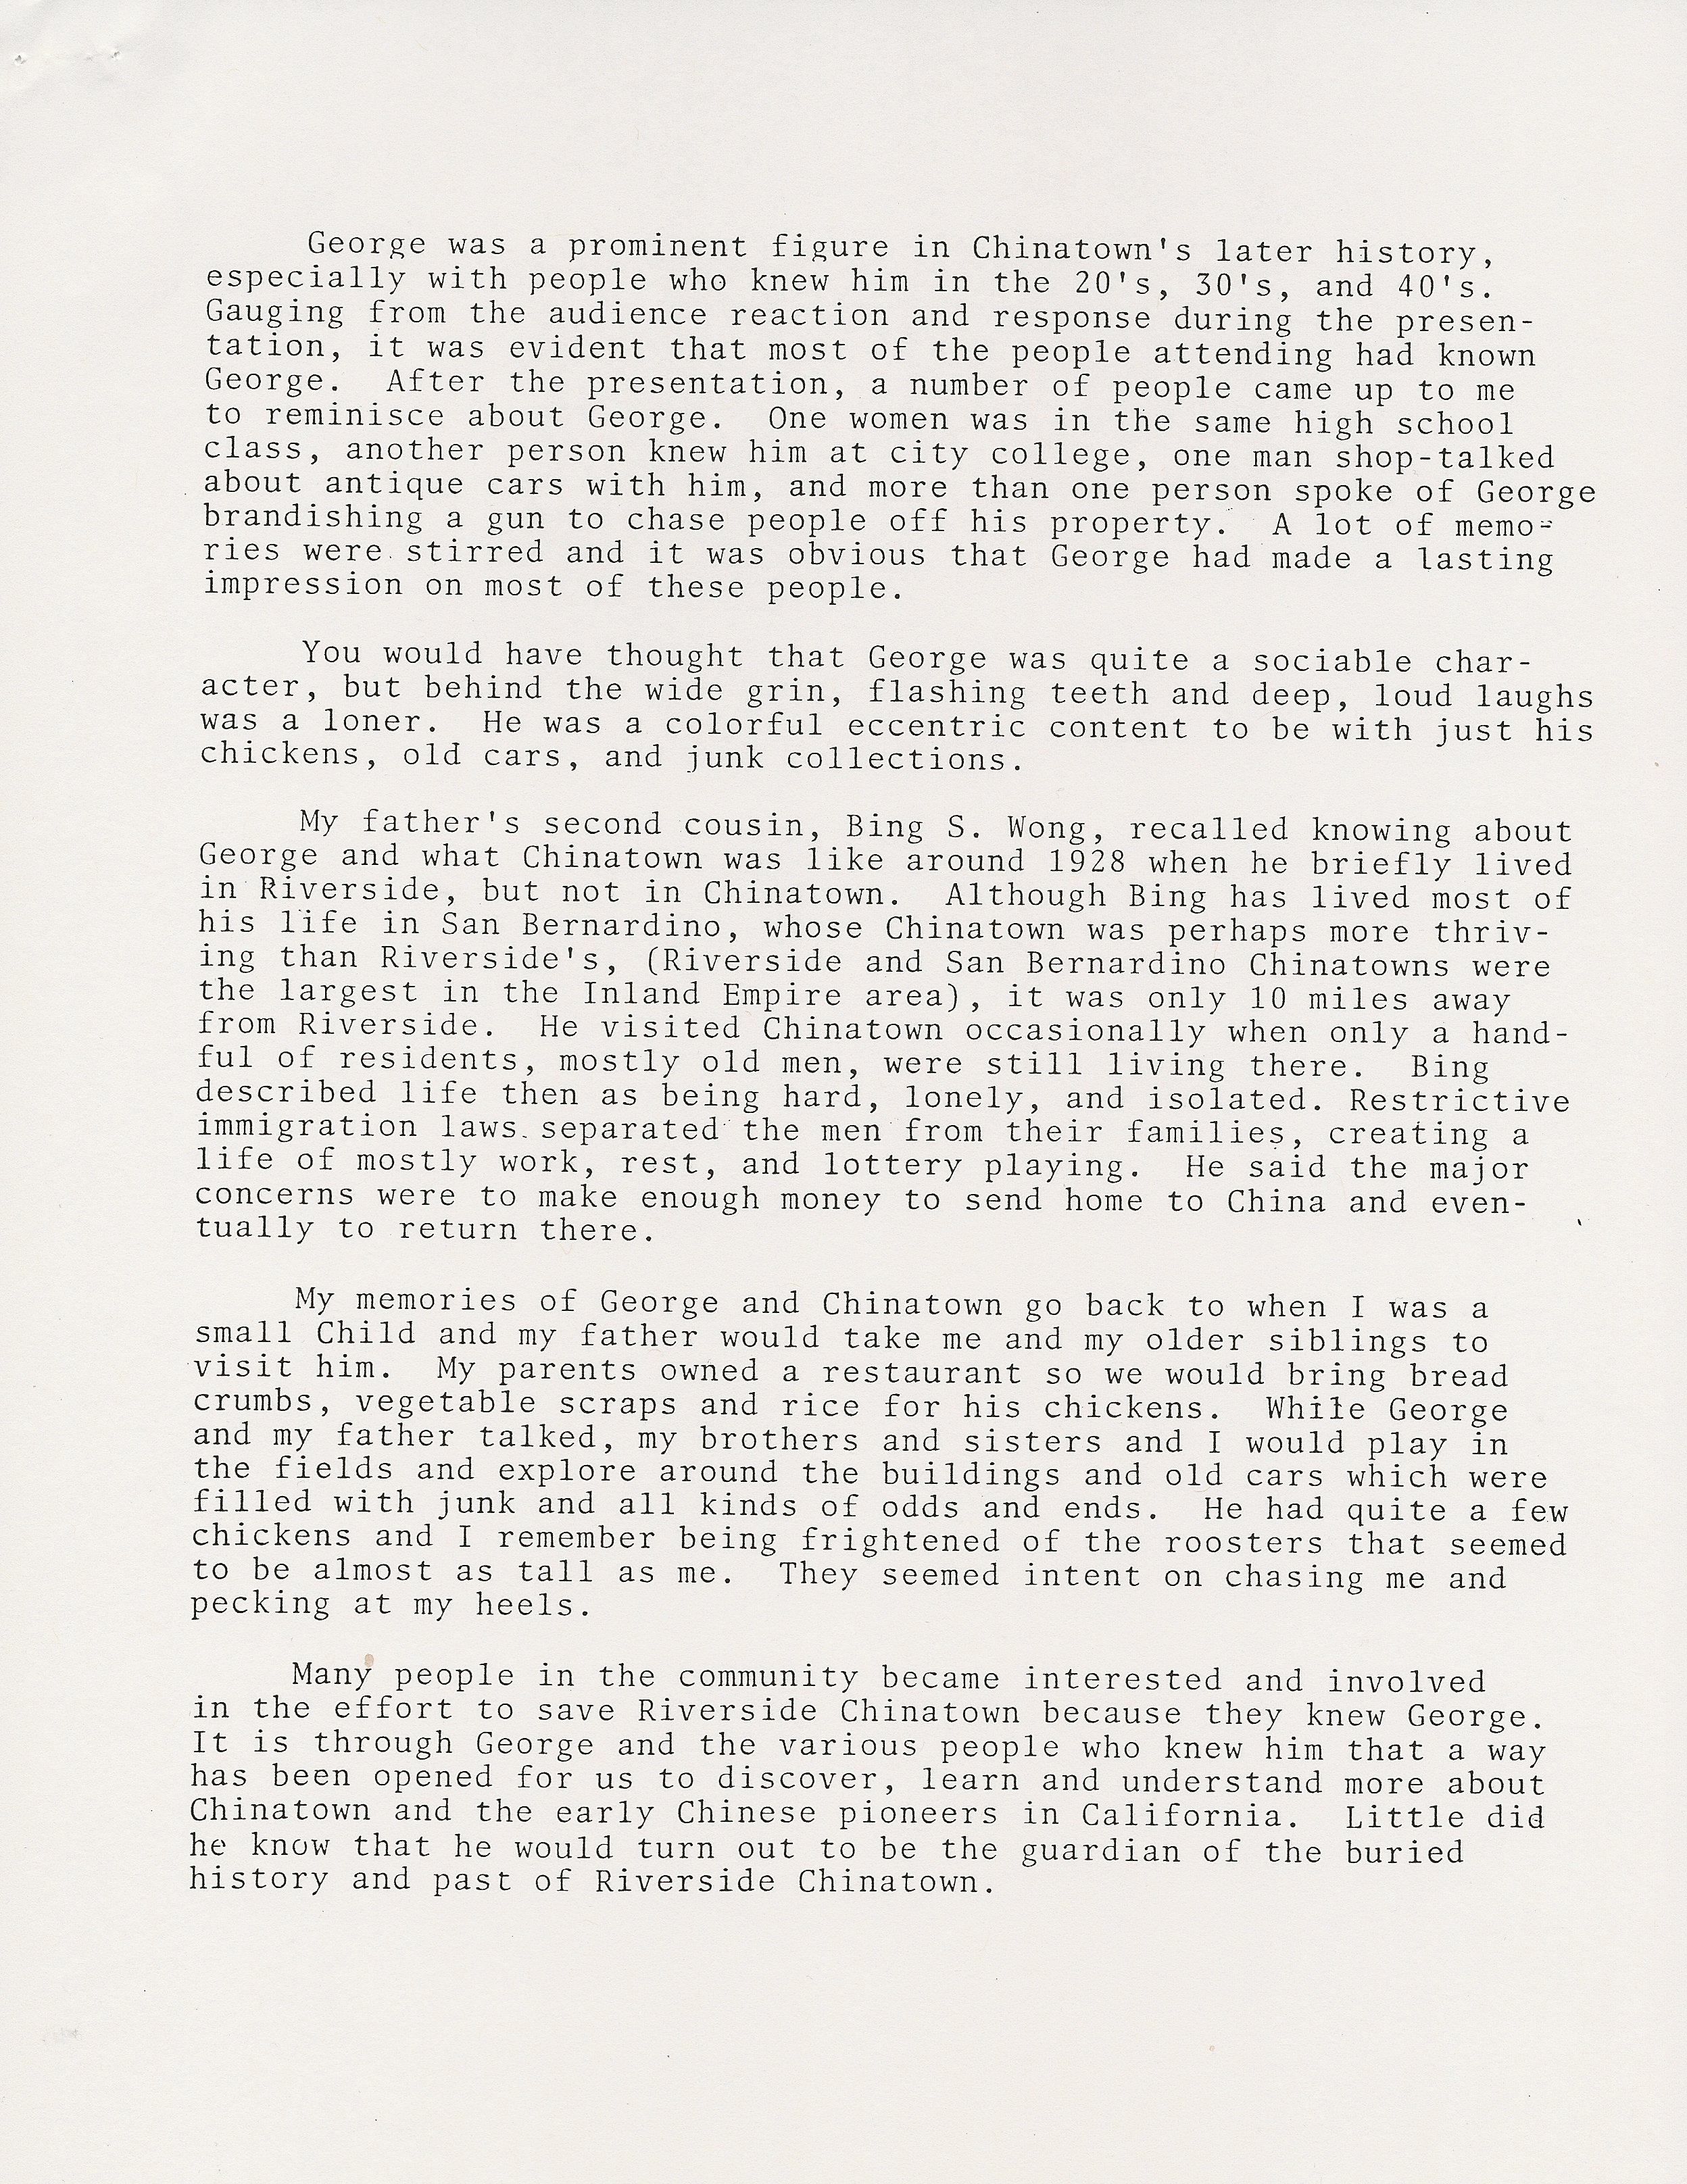 George was a prominent figure in Chinatown's later history,
especially with people who knew him in the 20's, 30's, and 40's.
Gauging from the audience reaction and response during the presen-
tation, it was evident that most of the people attending had known
George.  After the presentation, a number of people came up to me
to reminisce about George.  One women was in the same high school
class, another person knew him at city college, one man shop-talked
about antique cars with him, and more than one person spoke of George
brandishing a gun to chase people off his property.  A lot of memo-
ries were stirred and it was obvious that George had made a lasting
impression on most of these people.

You would have thought that George was quite a sociable char-
acter, but behind the wide grin, flashing teeth and deep, loud laughs
was a loner.  He was a colorful eccentric content to be with just his
chickens, old cars, and junk collections.

My father's second cousin, Bing S. Wong, recalled knowing about
George and what Chinatown was like around 1928 when he briefly lived
in Riverside, but not in Chinatown.  Although Bing has lived most of
his life in San Bernardino, whose Chinatown was perhaps more thriv-
ing than Riverside's, (Riverside and San Bernardino Chinatowns were
the largest in the Inland Empire area), it was only 10 miles away
from Riverside.  He visited Chinatown occasionally when only a hand-
ful of residents, mostly old men, were still living there.  Bing
described life then as being hard, lonely, and isolated. Restrictive
immigration laws separated the men from their families, creating a
life of mostly work, rest, and lottery playing.  He said the major
concerns were to make enough money to send home to China and even-
tually to return there.

My memories of George and Chinatown go back to when I was a
small Child and my father would take me and my older siblings to
visit him.  My parents owned a restaurant so we would bring bread
crumbs, vegetable scraps and rice for his chickens.  While George
and my father talked, my brothers and sisters and I would play in
the fields and explore around the buildings and old cars which were
filled with junk and all kinds of odds and ends.  He had quite a few
chickens and I remember being frightened of the roosters that seemed
to be almost as tall as me.  They seemed intent on chasing me and
pecking at my heels.

Many people in the community became interested and involved
in the effort to save Riverside Chinatown because they knew George.
It is through George and the various people who knew him that a way
has been opened for us to discover, learn and understand more about
Chinatown and the early Chinese pioneers in California.  Little did
he know that he would turn out to be the guardian of the buried
history and past of Riverside Chinatown.